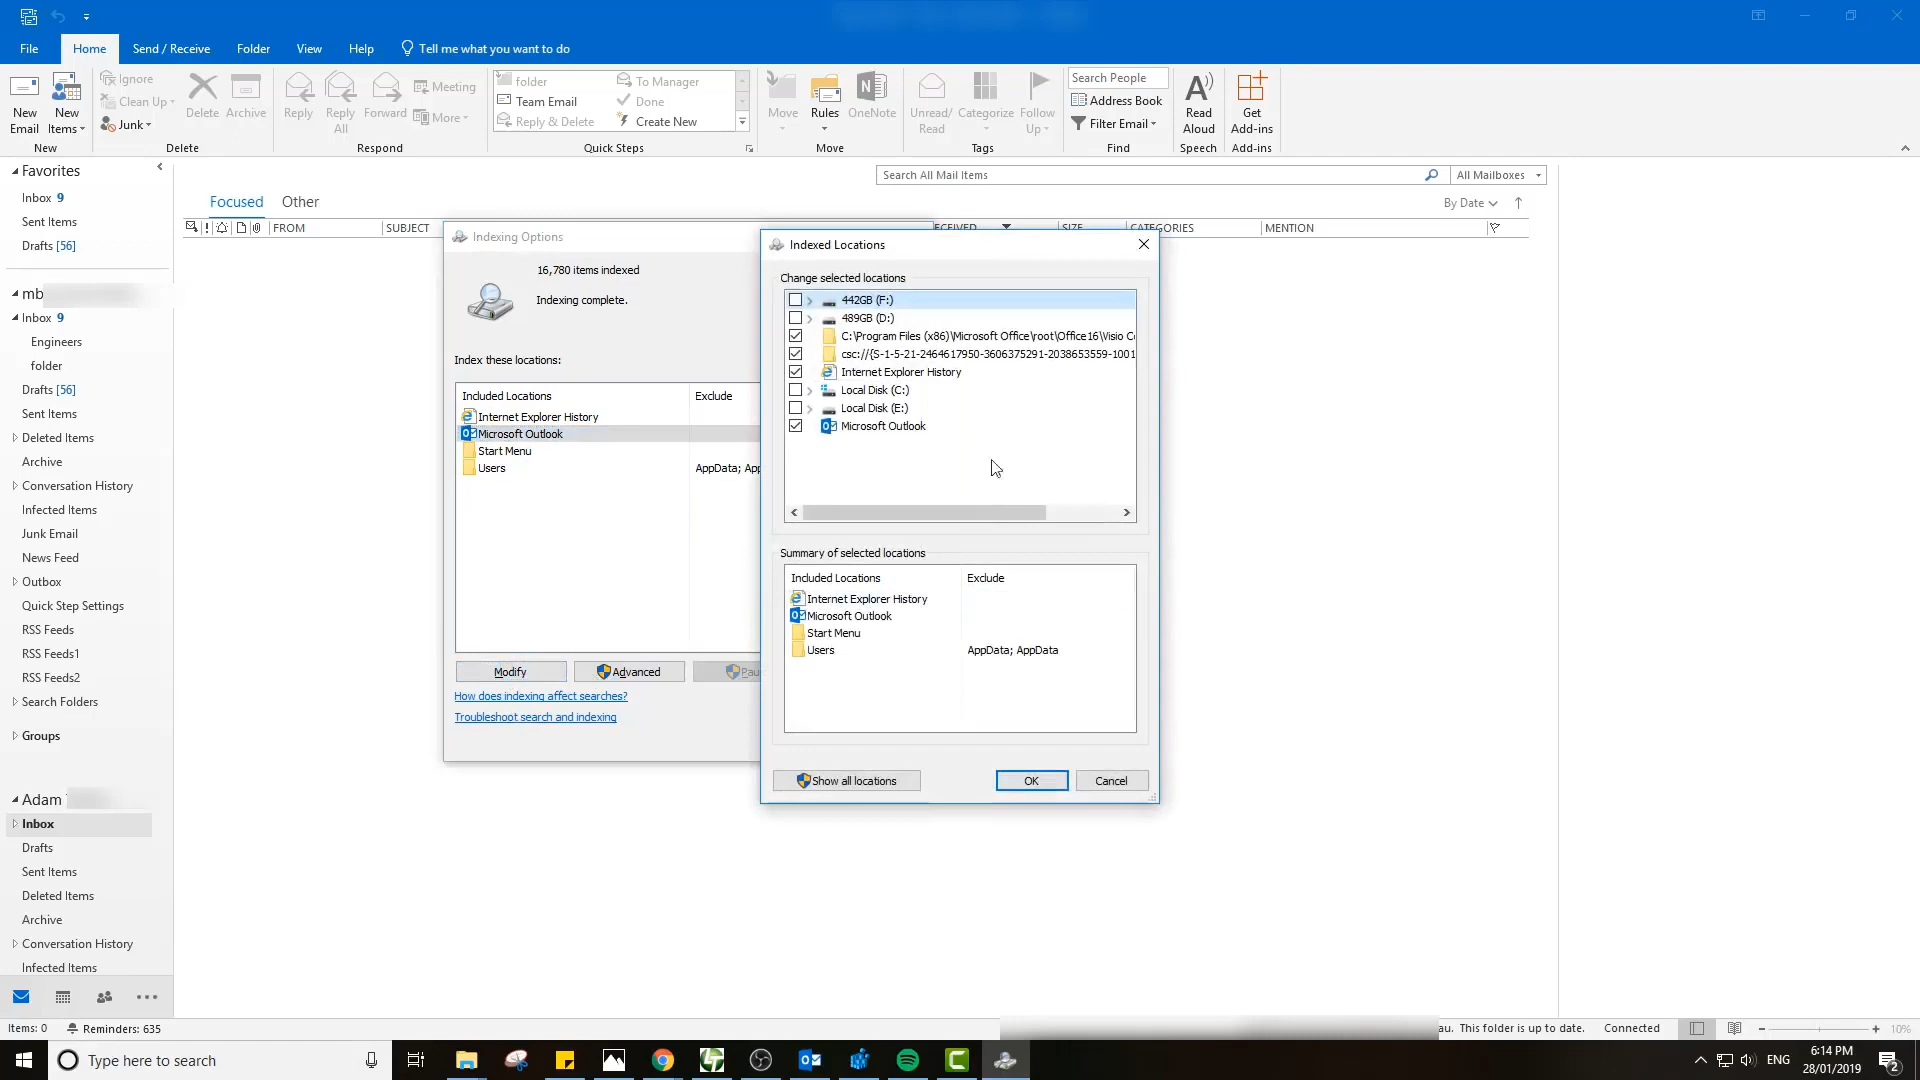 File Home Send / Receive Folder View Help Tell me what you want to do
New Email
New Items
New
Ignore
Clean Up
Junk
Delete
Archive
Delete
Reply
Reply All
Forward
Meeting
More
Respond
folder
Team Email
Reply & Delete
To Manager
Done
Create New
Quick Steps
Move
Rules
OneNote
Move
Unread/ Read
Categorize
Follow Up
Tags
Search People
Address Book
Filter Email
Find
Read Aloud
Speech
Get Add-ins
Add-ins
Favorites
Inbox 9
Sent Items
Drafts [56]
mb
Inbox 9
Engineers
folder
Drafts [56]
Sent Items
Deleted Items
Archive
Conversation History
Infected Items
Junk Email
News Feed
Outbox
Quick Step Settings
RSS Feeds
RSS Feeds1
RSS Feeds2
Search Folders
Groups
Adam
Inbox
Drafts
Sent Items
Deleted Items
Archive
Conversation History
Infected Items
Search All Mail Items
All Mailboxes
Focused Other
By Date
FROM SUBJECT ECEIVED SIZE CATEGORIES MENTION
Indexing Options
16,780 items indexed
Indexing complete.
Index these locations:
Included Locations Exclude
Internet Explorer History
Microsoft Outlook
Start Menu
Users AppData; App
Modify
Advanced
Pau
How does indexing affect searches?
Troubleshoot search and indexing
Indexed Locations
Change selected locations
442GB (F:)
489GB (D:)
C:\Program Files (x86)\Microsoft Office\root\Office16\Visio C
csc://{S-1-5-21-2464617950-3606375291-2038653559-1001
Internet Explorer History
Local Disk (C:)
Local Disk (E:)
Microsoft Outlook
Summary of selected locations
Included Locations Exclude
Internet Explorer History
Microsoft Outlook
Start Menu
Users AppData; AppData
Show all locations
OK
Cancel
Items: 0 Reminders: 635
au. This folder is up to date. Connected 10%
Type here to search
ENG
6:14 PM
28/01/2019
2